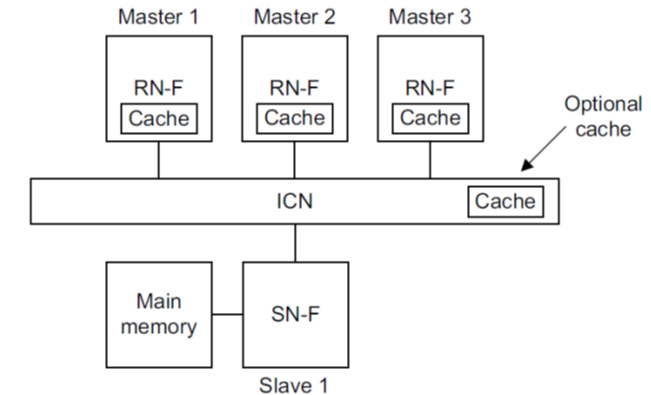 Master 1
Master 2
Master 3
RN-F
Cache
RN-F
Cache
RN-F
Cache
Optional
cache
ICN
Cache
Main
memory
SN-F
Slave 1